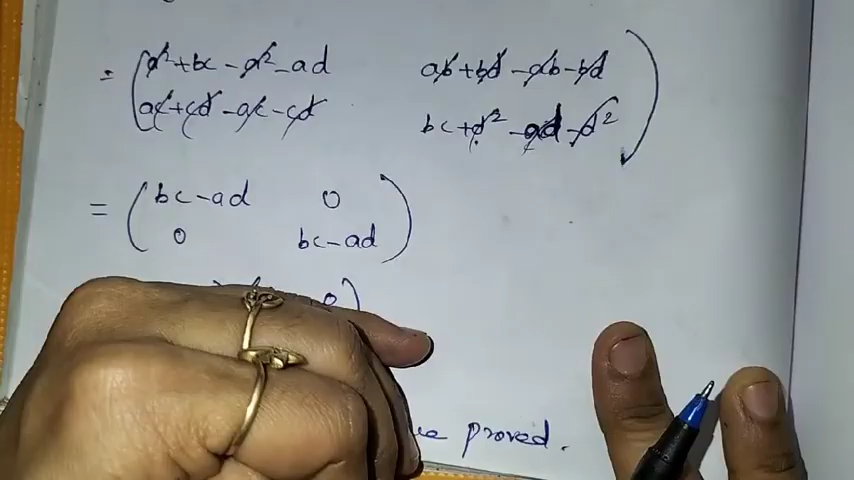 = ( a²+bc-a²-ad ab+bd-ab-bd
ac+cd-ac-cd bc+d²-ad-d² )
= ( bc-ad 0
0 bc-ad )
0 )
proved.